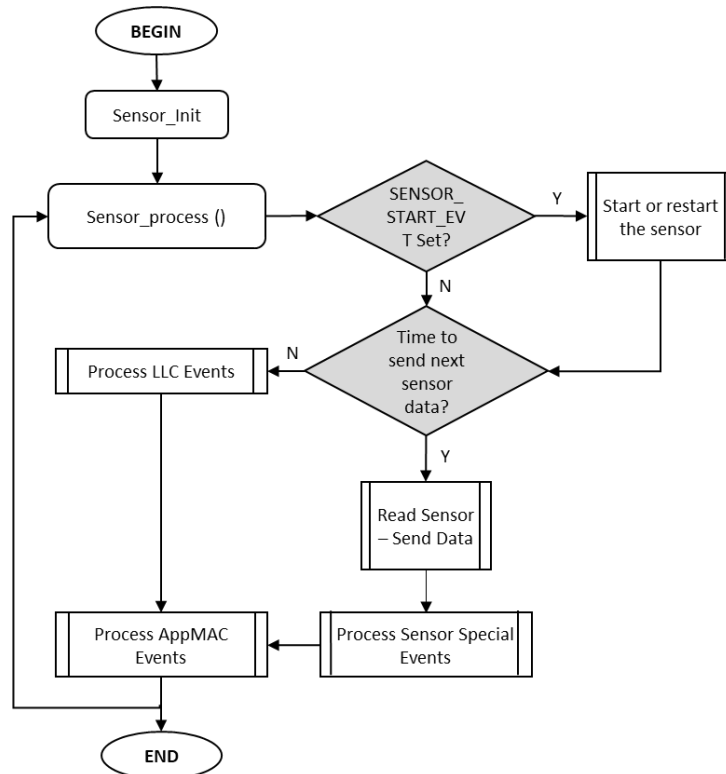 BEGIN
Sensor_Init
Sensor_process ()
SENSOR_
START_EV
T Set?
Y
Start or restart
the sensor
N
Time to
send next
sensor
data?
N
Process LLC Events
Y
Read Sensor
– Send Data
Process AppMAC
Events
Process Sensor Special
Events
END